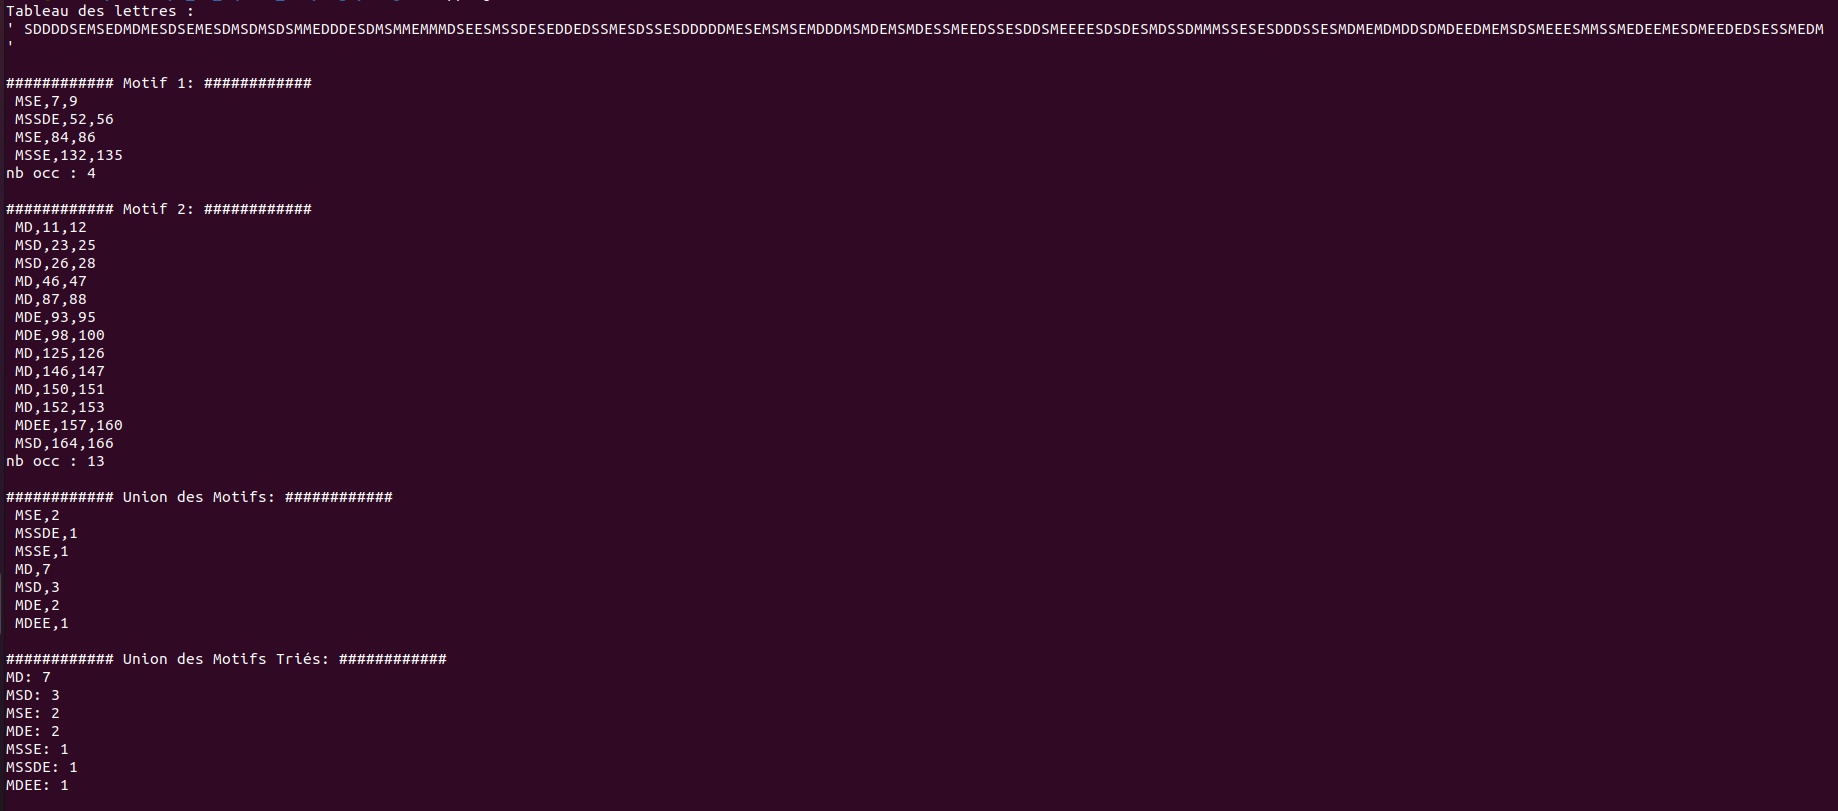 Tableau des lettres :
' SDDDDSEMSEDMDMESDSEMESDMSDMSDSMMEDDDESDMSMMEMMMDSEESMSSDESEDDEDSSMESDSSESDDDDDMESEMSMSEMDDDMSMDEMSMDESSMEEDSSESDDSMEEEESDSDESMDSSDMMMSSESESDDDSSESMDMEMDMDDSDMDEEDMEMSDSMEEESMMSSMEDEEMESDMEEDEDSESSMEDM
'
############ Motif 1: ############
MSE,7,9
MSSDE,52,56
MSE,84,86
MSSE,132,135
nb occ : 4
############ Motif 2: ############
MD,11,12
MSD,23,25
MSD,26,28
MD,46,47
MD,87,88
MDE,93,95
MDE,98,100
MD,125,126
MD,146,147
MD,150,151
MD,152,153
MDEE,157,160
MSD,164,166
nb occ : 13
############ Union des Motifs: ############
MSE,2
MSSDE,1
MSSE,1
MD,7
MSD,3
MDE,2
MDEE,1
############ Union des Motifs Triés: ############
MD: 7
MSD: 3
MSE: 2
MDE: 2
MSSE: 1
MSSDE: 1
MDEE: 1